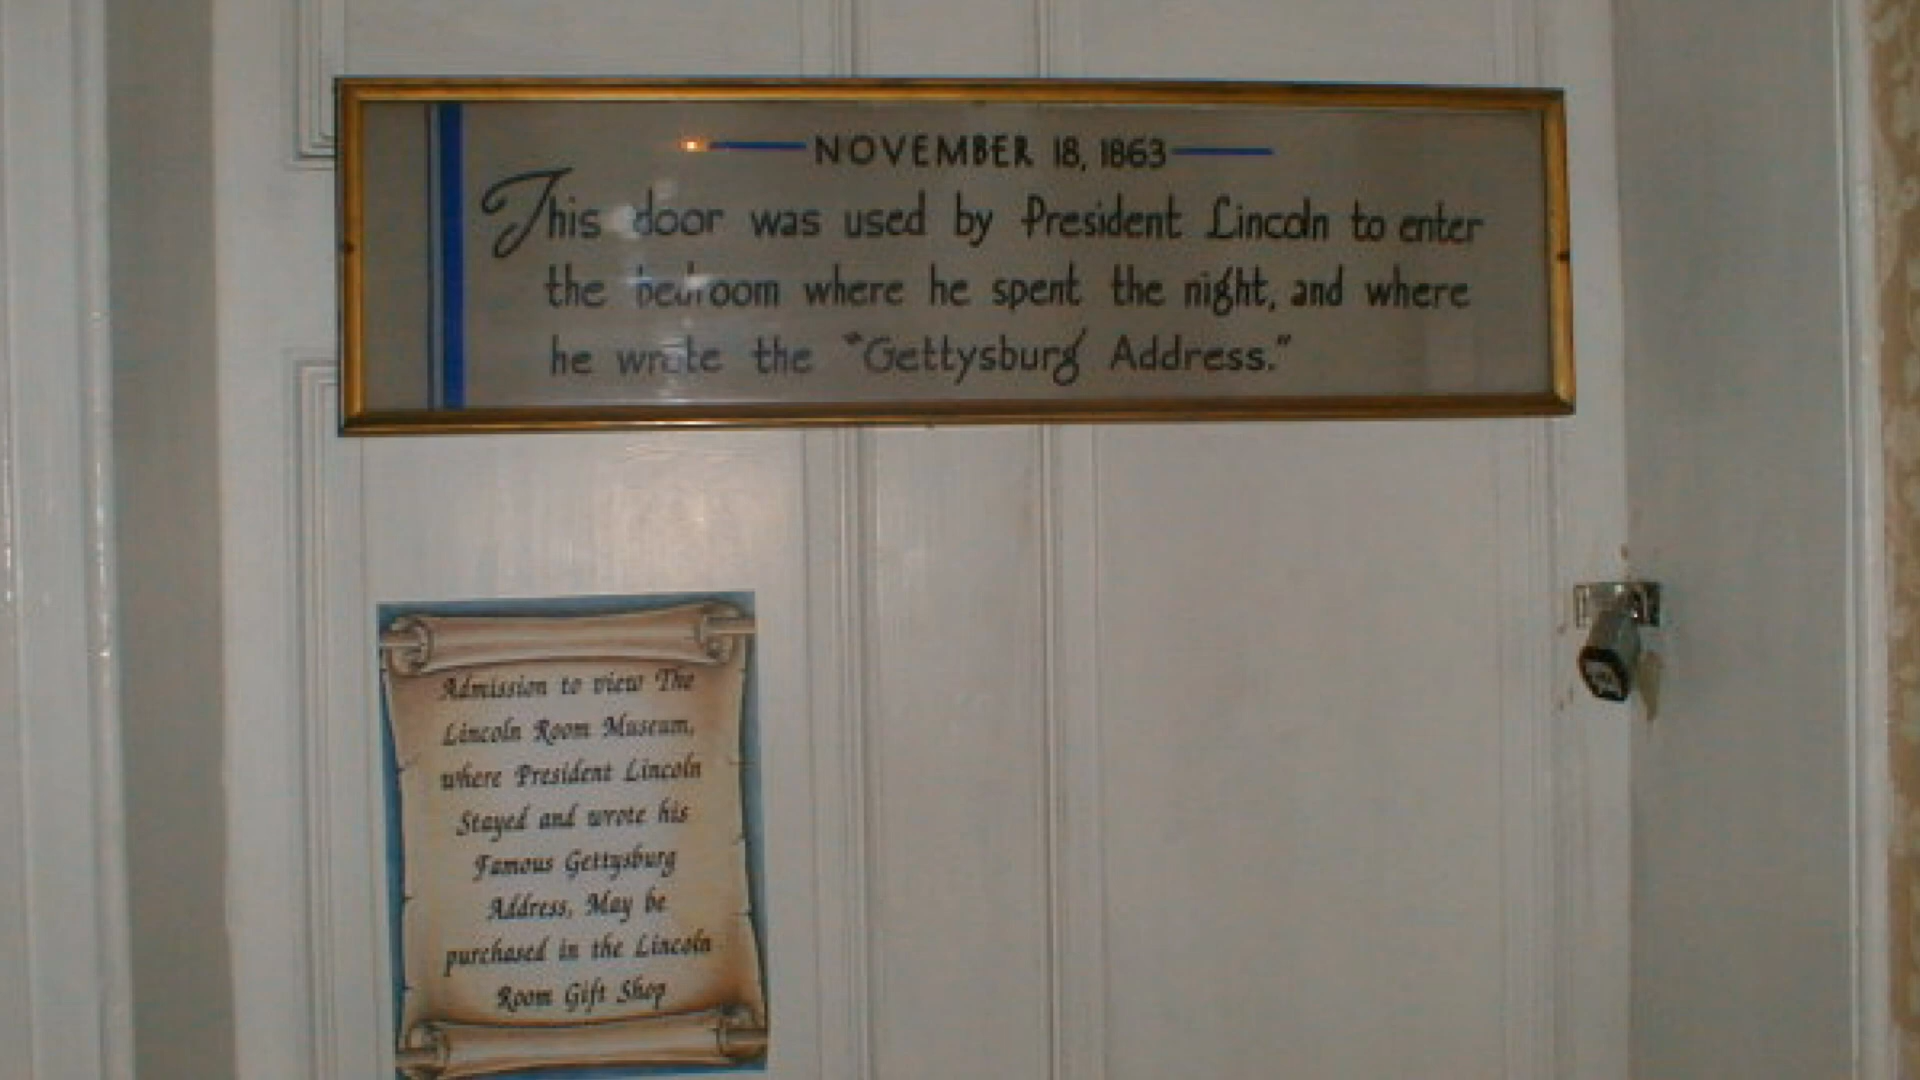 NOVEMBER 18, 1863
This door was used by President Lincoln to enter
the bedroom where he spent the night, and where
he wrote the "Gettysburg Address."
Admission to view The
Lincoln Room Museum,
where President Lincoln
Stayed and wrote his
Famous Gettysburg
Address, May be
purchased in the Lincoln
Room Gift Shop